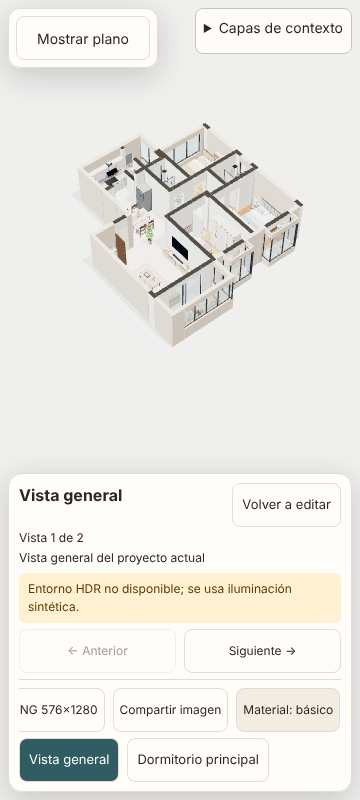 Mostrar plano
▶ Capas de contexto
Vista general
Volver a editar
Vista 1 de 2
Vista general del proyecto actual
Entorno HDR no disponible; se usa iluminación
sintética.
← Anterior
Siguiente →
NG 576×1280
Compartir imagen
Material: básico
Vista general
Dormitorio principal